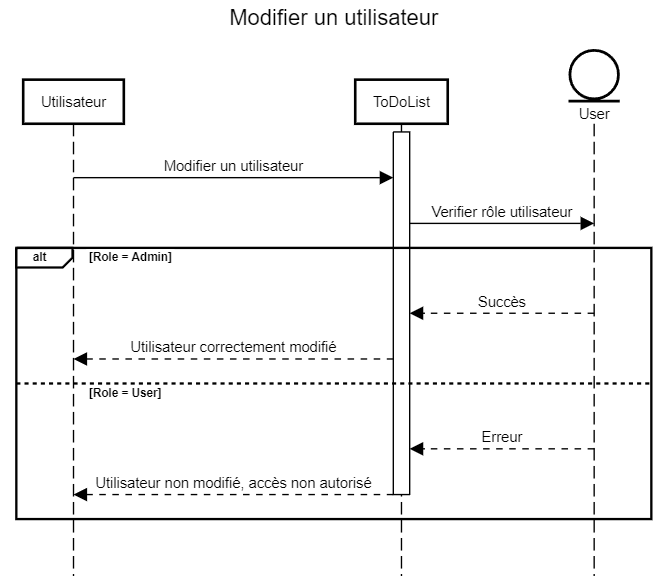 Modifier un utilisateur
Utilisateur
ToDoList
User
Modifier un utilisateur
Verifier rôle utilisateur
alt
[Role = Admin]
Succès
Utilisateur correctement modifié
[Role = User]
Erreur
Utilisateur non modifié, accès non autorisé